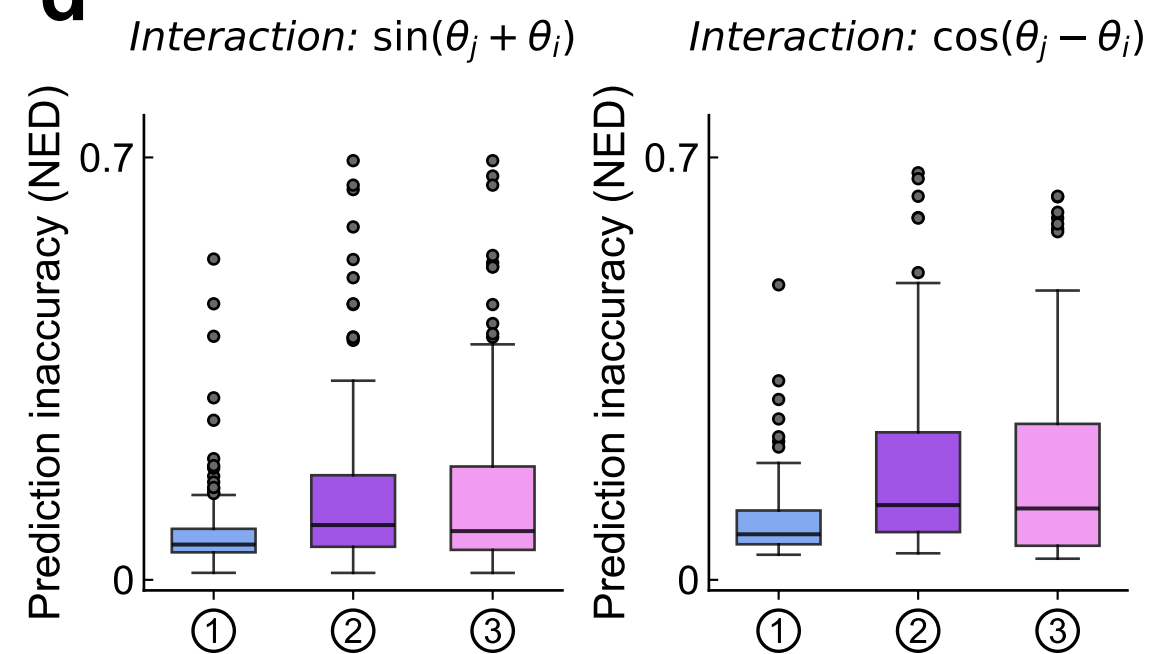 d
Interaction: sin(θj + θi)
Interaction: cos(θj − θi)
Prediction inaccuracy (NED)
0.7
0
① ② ③
Prediction inaccuracy (NED)
0.7
0
① ② ③